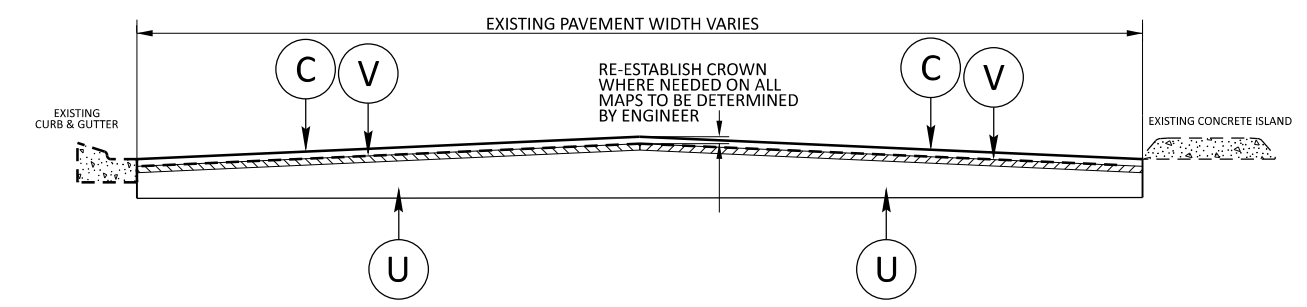 EXISTING PAVEMENT WIDTH VARIES
C
V
RE-ESTABLISH CROWN
WHERE NEEDED ON ALL
MAPS TO BE DETERMINED
BY ENGINEER
C
V
EXISTING
CURB & GUTTER
EXISTING CONCRETE ISLAND
U
U